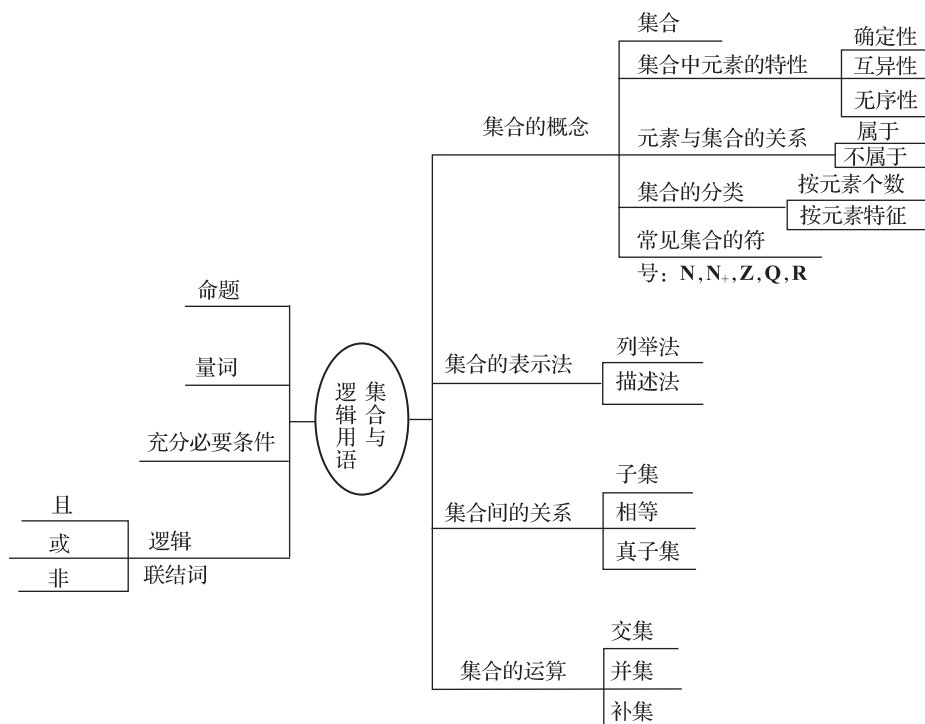 集合
集合中元素的特性
确定性
互异性
无序性
集合的概念
元素与集合的关系
属于
不属于
集合的分类
按元素个数
按元素特征
常见集合的符
号：N,N₊,Z,Q,R
命题
量词
充分必要条件
且
或
非
逻辑
联结词
集合与
逻辑用语
集合的表示法
列举法
描述法
集合间的关系
子集
相等
真子集
集合的运算
交集
并集
补集